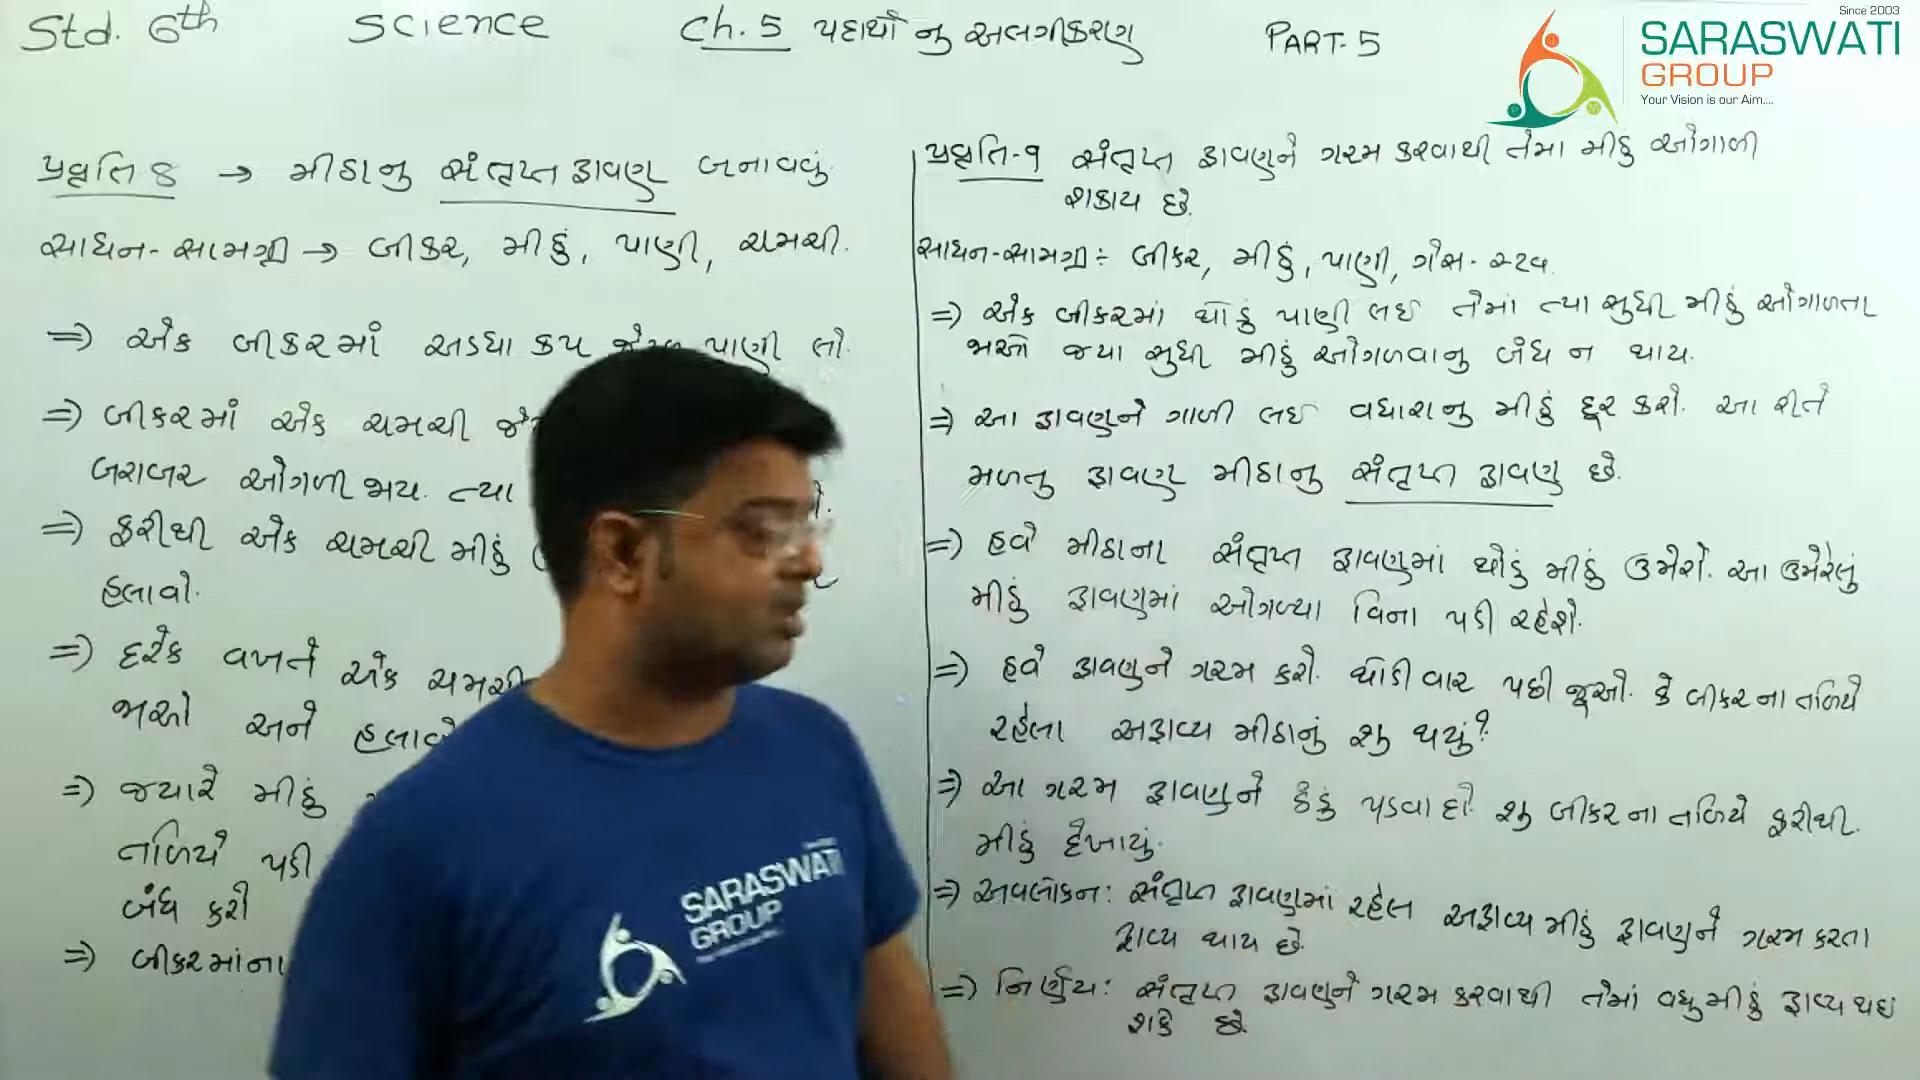 Std. 6th Science Ch. 5 પદાર્થોનુ અલગીકરણ PART-5
Since 2003
SARASWATI
GROUP
Your Vision is our Aim....
પ્રવૃતિ 8 → મીઠાનુ સંતૃપ્ત દ્રાવણ બનાવવું.
સાધન-સામગ્રી → બીકર, મીઠું, પાણી, ચમચી.
⇒ એક બીકરમાં અડધા કપ પાણી લો.
⇒ બીકરમાં એક ચમચી
બરાબર ઓગળી જાય. ત્યા
⇒ ફરીથી એક ચમચી મીઠું
હલાવો.
⇒ દરેક વખતે એક ચમચી
જાઓ અને હલાવો
⇒ જ્યારે મીઠું
તળિયે પડી
બંધ કરી
⇒ બીકરમાંના
પ્રવૃતિ-૧ સંતૃપ્ત દ્રાવણને ગરમ કરવાથી તેમા મીઠું ઓગાળી
શકાય છે.
સાધન-સામગ્રી ÷ બીકર, મીઠું, પાણી, ગેસ-સ્ટવ.
⇒ એક બીકરમાં થોડું પાણી લઈ તેમાં ત્યા સુધી મીઠું ઓગાળતા
જાઓ જ્યા સુધી મીઠું ઓગળવાનુ બંધ ન થાય.
⇒ આ દ્રાવણને ગાળી લઈ વધારાનુ મીઠું દૂર કરો. આ રીતે
મળતુ દ્રાવણ મીઠાનુ સંતૃપ્ત દ્રાવણ છે.
⇒ હવે મીઠાના સંતૃપ્ત દ્રાવણમાં થોડું મીઠું ઉમેરો. આ ઉમેરેલું
મીઠું દ્રાવણમાં ઓગળ્યા વિના પડી રહેશે.
⇒ હવે દ્રાવણને ગરમ કરો. થોડી વાર પછી જૂઓ. કે બીકરના તળિયે
રહેલા અદ્રાવ્ય મીઠાનું શુ થયું?
⇒ આ ગરમ દ્રાવણને ઠંડું પડવા દો. શુ બીકરના તળિયે ફરીથી.
મીઠું દેખાયું.
⇒ અવલોકન: સંતૃપ્ત દ્રાવણમાં રહેલ અદ્રાવ્ય મીઠું દ્રાવણને ગરમ કરતા
દ્રાવ્ય થાય છે.
⇒ નિર્ણય: સંતૃપ્ત દ્રાવણને ગરમ કરવાથી તેમાં વધુ મીઠું દ્રાવ્ય થઇ
શકે છે.
SARASWATI
GROUP